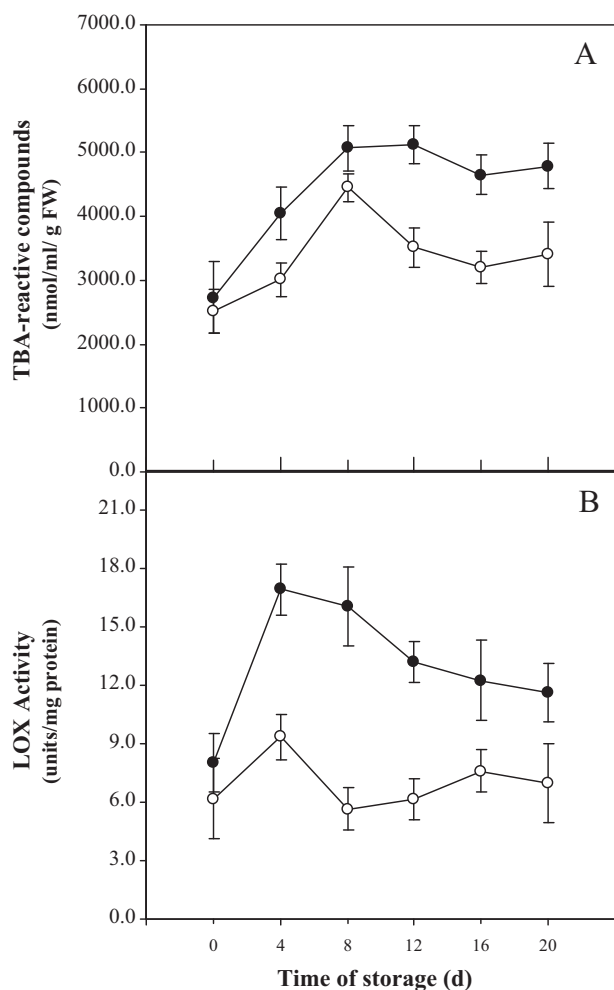 7000.0
A
6000.0
5000.0
4000.0
3000.0
2000.0
1000.0
0.0
TBA-reactive compounds
(nmol/ml/ g FW)
B
21.0
18.0
15.0
12.0
9.0
6.0
3.0
0.0
LOX Activity
(units/mg protein)
0 4 8 12 16 20
Time of storage (d)